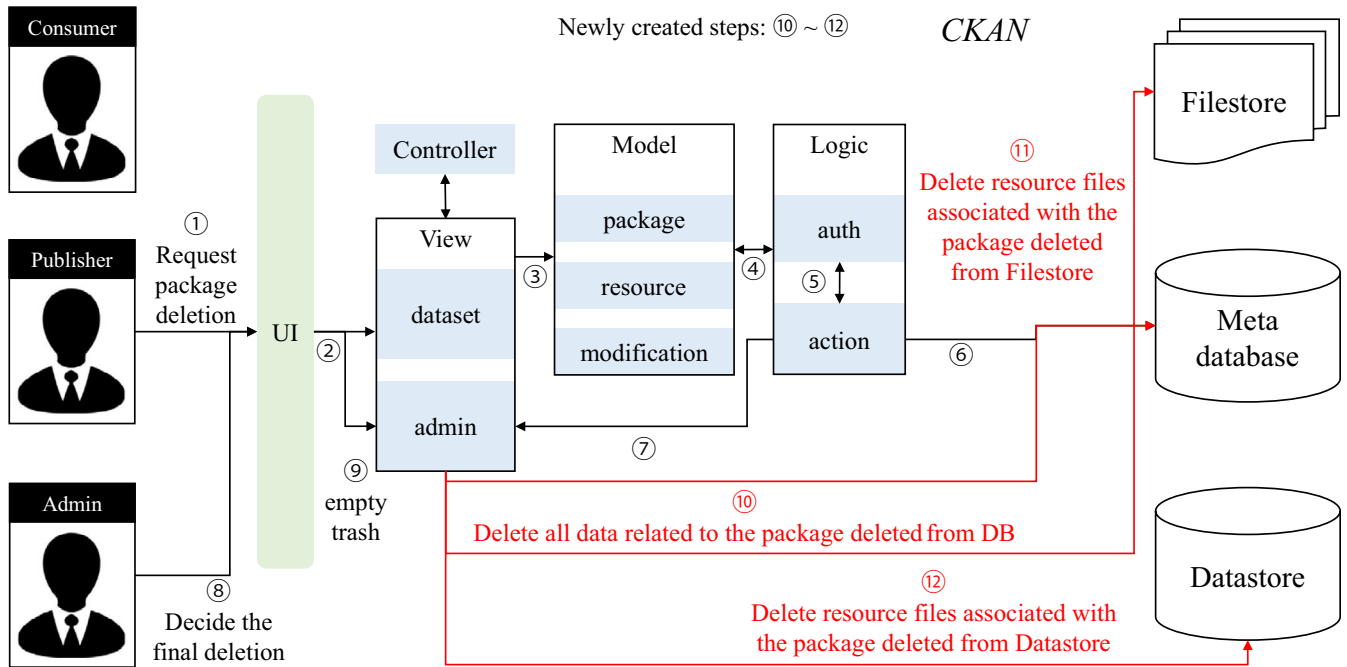 Consumer
Newly created steps: ⑩ ~ ⑫
CKAN
Filestore
Controller
Model
Logic
⑪
Delete resource files
associated with the
package deleted
from Filestore
①
Request
package
deletion
Publisher
View
package
auth
③
④
⑤
resource
dataset
UI
②
modification
action
⑥
Meta
database
admin
⑦
⑨
empty
trash
Admin
⑩
Delete all data related to the package deleted from DB
Datastore
⑧
Decide the
final deletion
⑫
Delete resource files associated with
the package deleted from Datastore